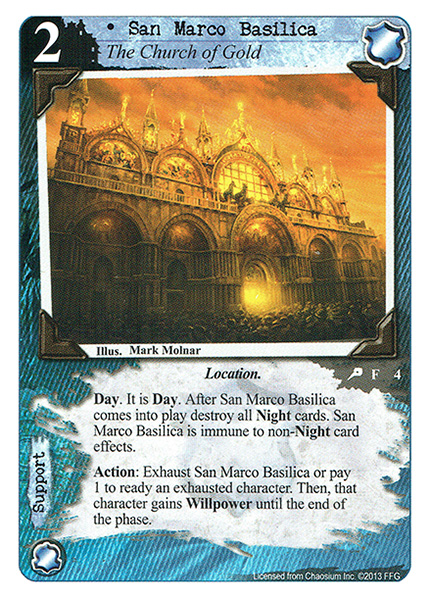 2
• San Marco Basilica
The Church of Gold
Illus. Mark Molnar
Location.
F 4
Day. It is Day. After San Marco Basilica
comes into play destroy all Night cards. San
Marco Basilica is immune to non-Night card
effects.
Action: Exhaust San Marco Basilica or pay
1 to ready an exhausted character. Then, that
character gains Willpower until the end of
the phase.
Support
Licensed from Chaosium Inc. ©2013 FFG